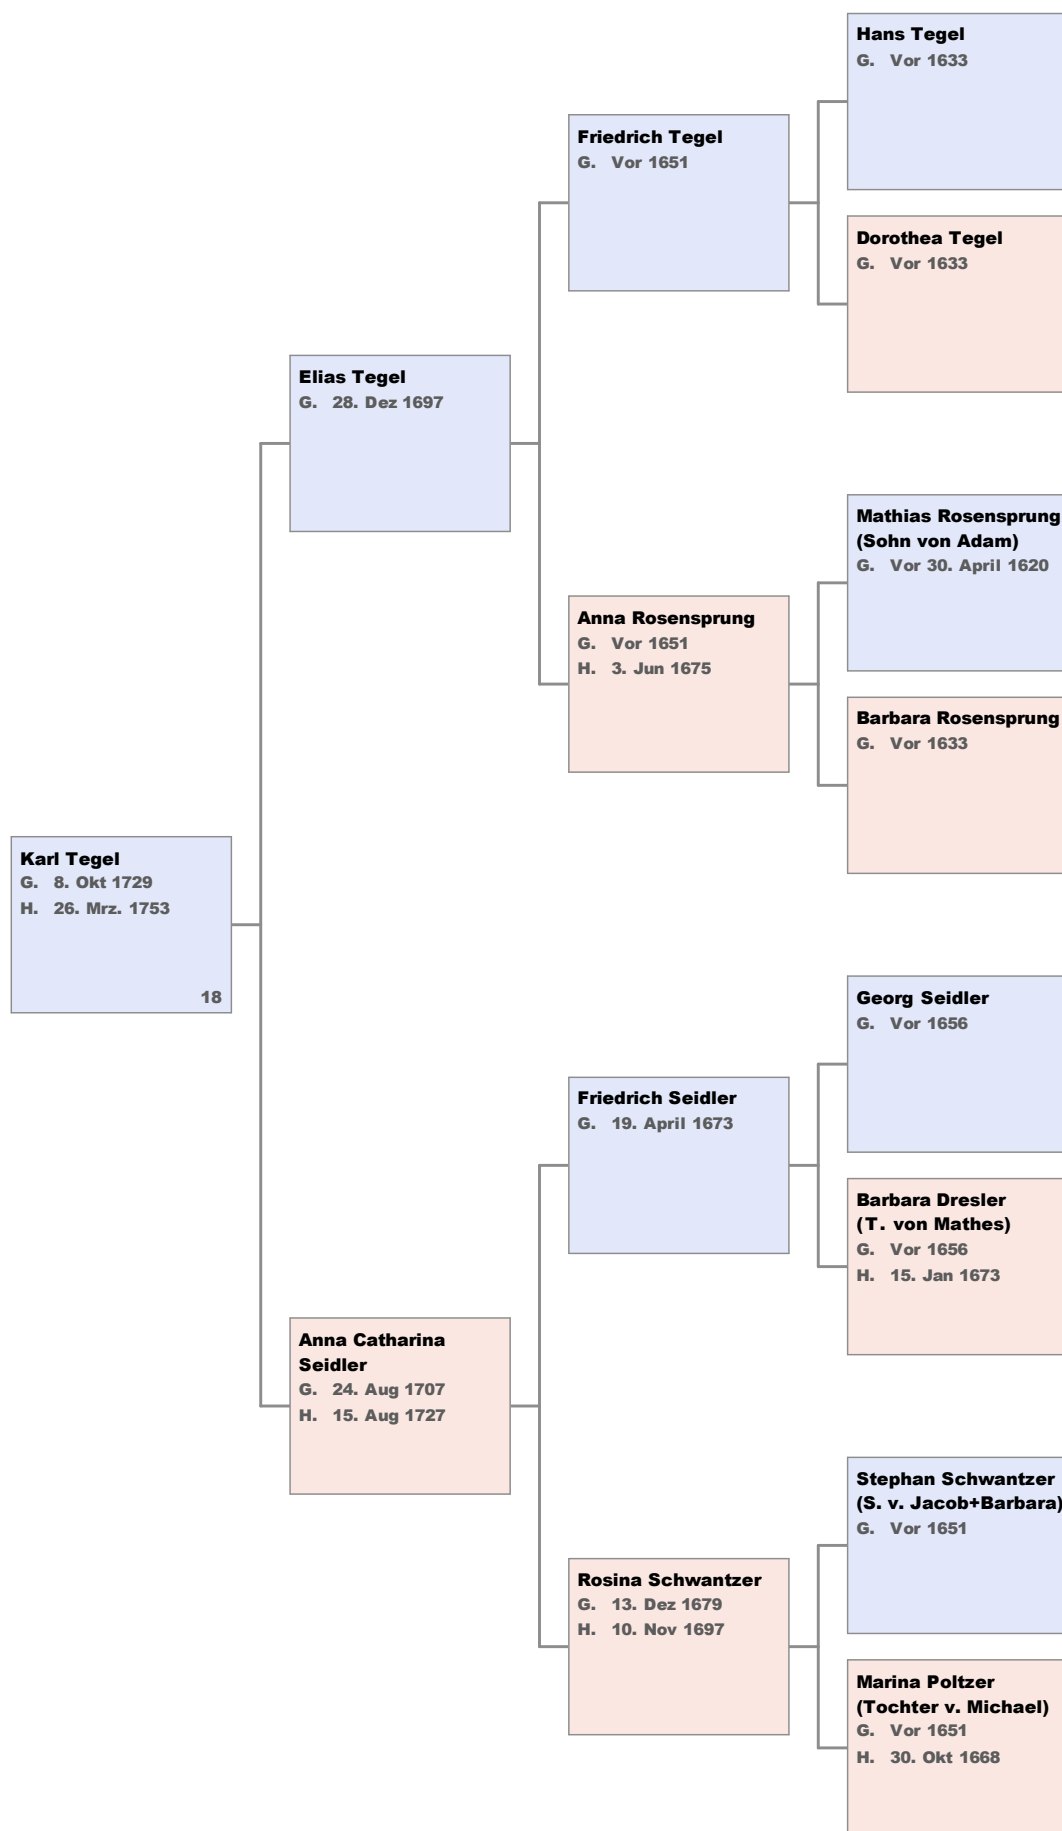 Hans Tegel
G. Vor 1633
Friedrich Tegel
G. Vor 1651
Dorothea Tegel
G. Vor 1633
Elias Tegel
G. 28. Dez 1697
Mathias Rosensprung
(Sohn von Adam)
G. Vor 30. April 1620
Anna Rosensprung
G. Vor 1651
H. 3. Jun 1675
Barbara Rosensprung
G. Vor 1633
Karl Tegel
G. 8. Okt 1729
H. 26. Mrz. 1753
18
Georg Seidler
G. Vor 1656
Friedrich Seidler
G. 19. April 1673
Barbara Dresler
(T. von Mathes)
G. Vor 1656
H. 15. Jan 1673
Anna Catharina
Seidler
G. 24. Aug 1707
H. 15. Aug 1727
Stephan Schwantzer
(S. v. Jacob+Barbara)
G. Vor 1651
Rosina Schwantzer
G. 13. Dez 1679
H. 10. Nov 1697
Marina Poltzer
(Tochter v. Michael)
G. Vor 1651
H. 30. Okt 1668